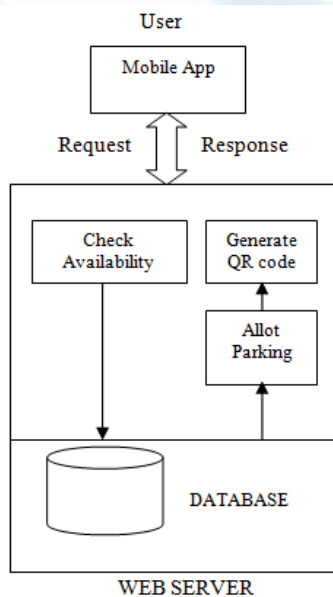 User
Mobile App
Request
Response
Check
Availability
Generate
QR code
Allot
Parking
DATABASE
WEB SERVER